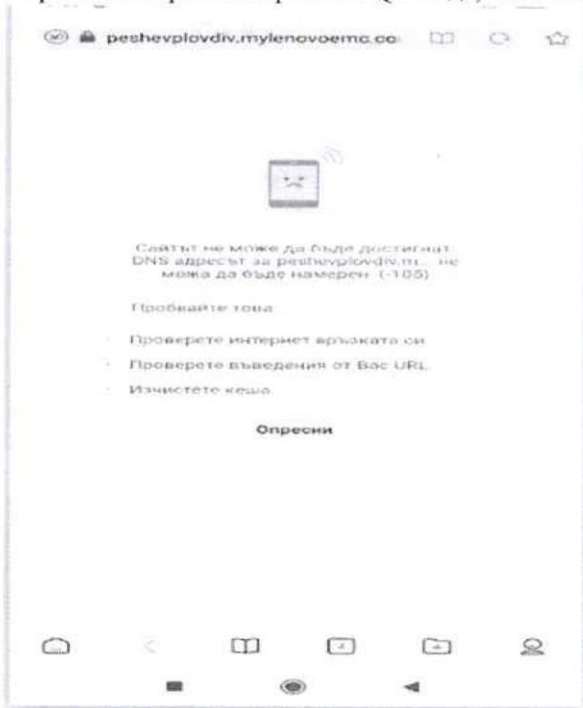 peshevplovdiv.mylenovoemc.co
Сайтът не може да бъде достигнат.
DNS адресът за peshevplovdiv.m... не
можа да бъде намерен. (-105)
Пробвайте това
· Проверете интернет връзката си
· Проверете въведения от Вас URL
· Изчистете кеша
Опресни